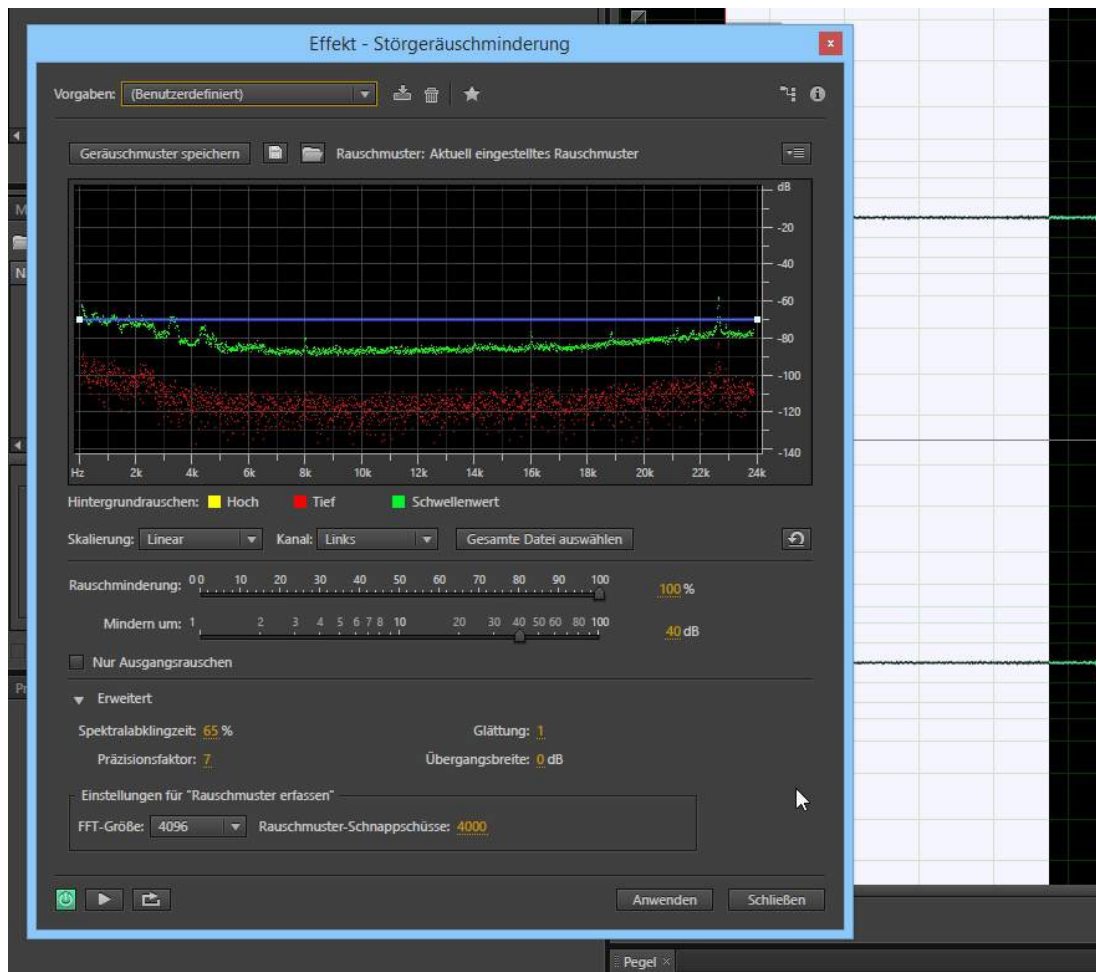 Effekt - Störgeräuschminderung
x
Vorgaben: (Benutzerdefiniert)
Geräuschmuster speichern Rauschmuster: Aktuell eingestelltes Rauschmuster
dB
-20
-40
-60
-80
-100
-120
-140
Hz 2k 4k 6k 8k 10k 12k 14k 16k 18k 20k 22k 24k
Hintergrundrauschen: Hoch Tief Schwellenwert
Skalierung: Linear Kanal: Links Gesamte Datei auswählen
Rauschminderung: 0 0 10 20 30 40 50 60 70 80 90 100 100 %
Mindern um: 1 2 3 4 5 6 7 8 10 20 30 40 50 60 80 100 40 dB
Nur Ausgangsrauschen
Erweitert
Spektralabklingzeit: 65 % Glättung: 1
Präzisionsfaktor: 7 Übergangsbreite: 0 dB
Einstellungen für "Rauschmuster erfassen"
FFT-Größe: 4096 Rauschmuster-Schnappschüsse: 4000
Anwenden Schließen
Pegel ×